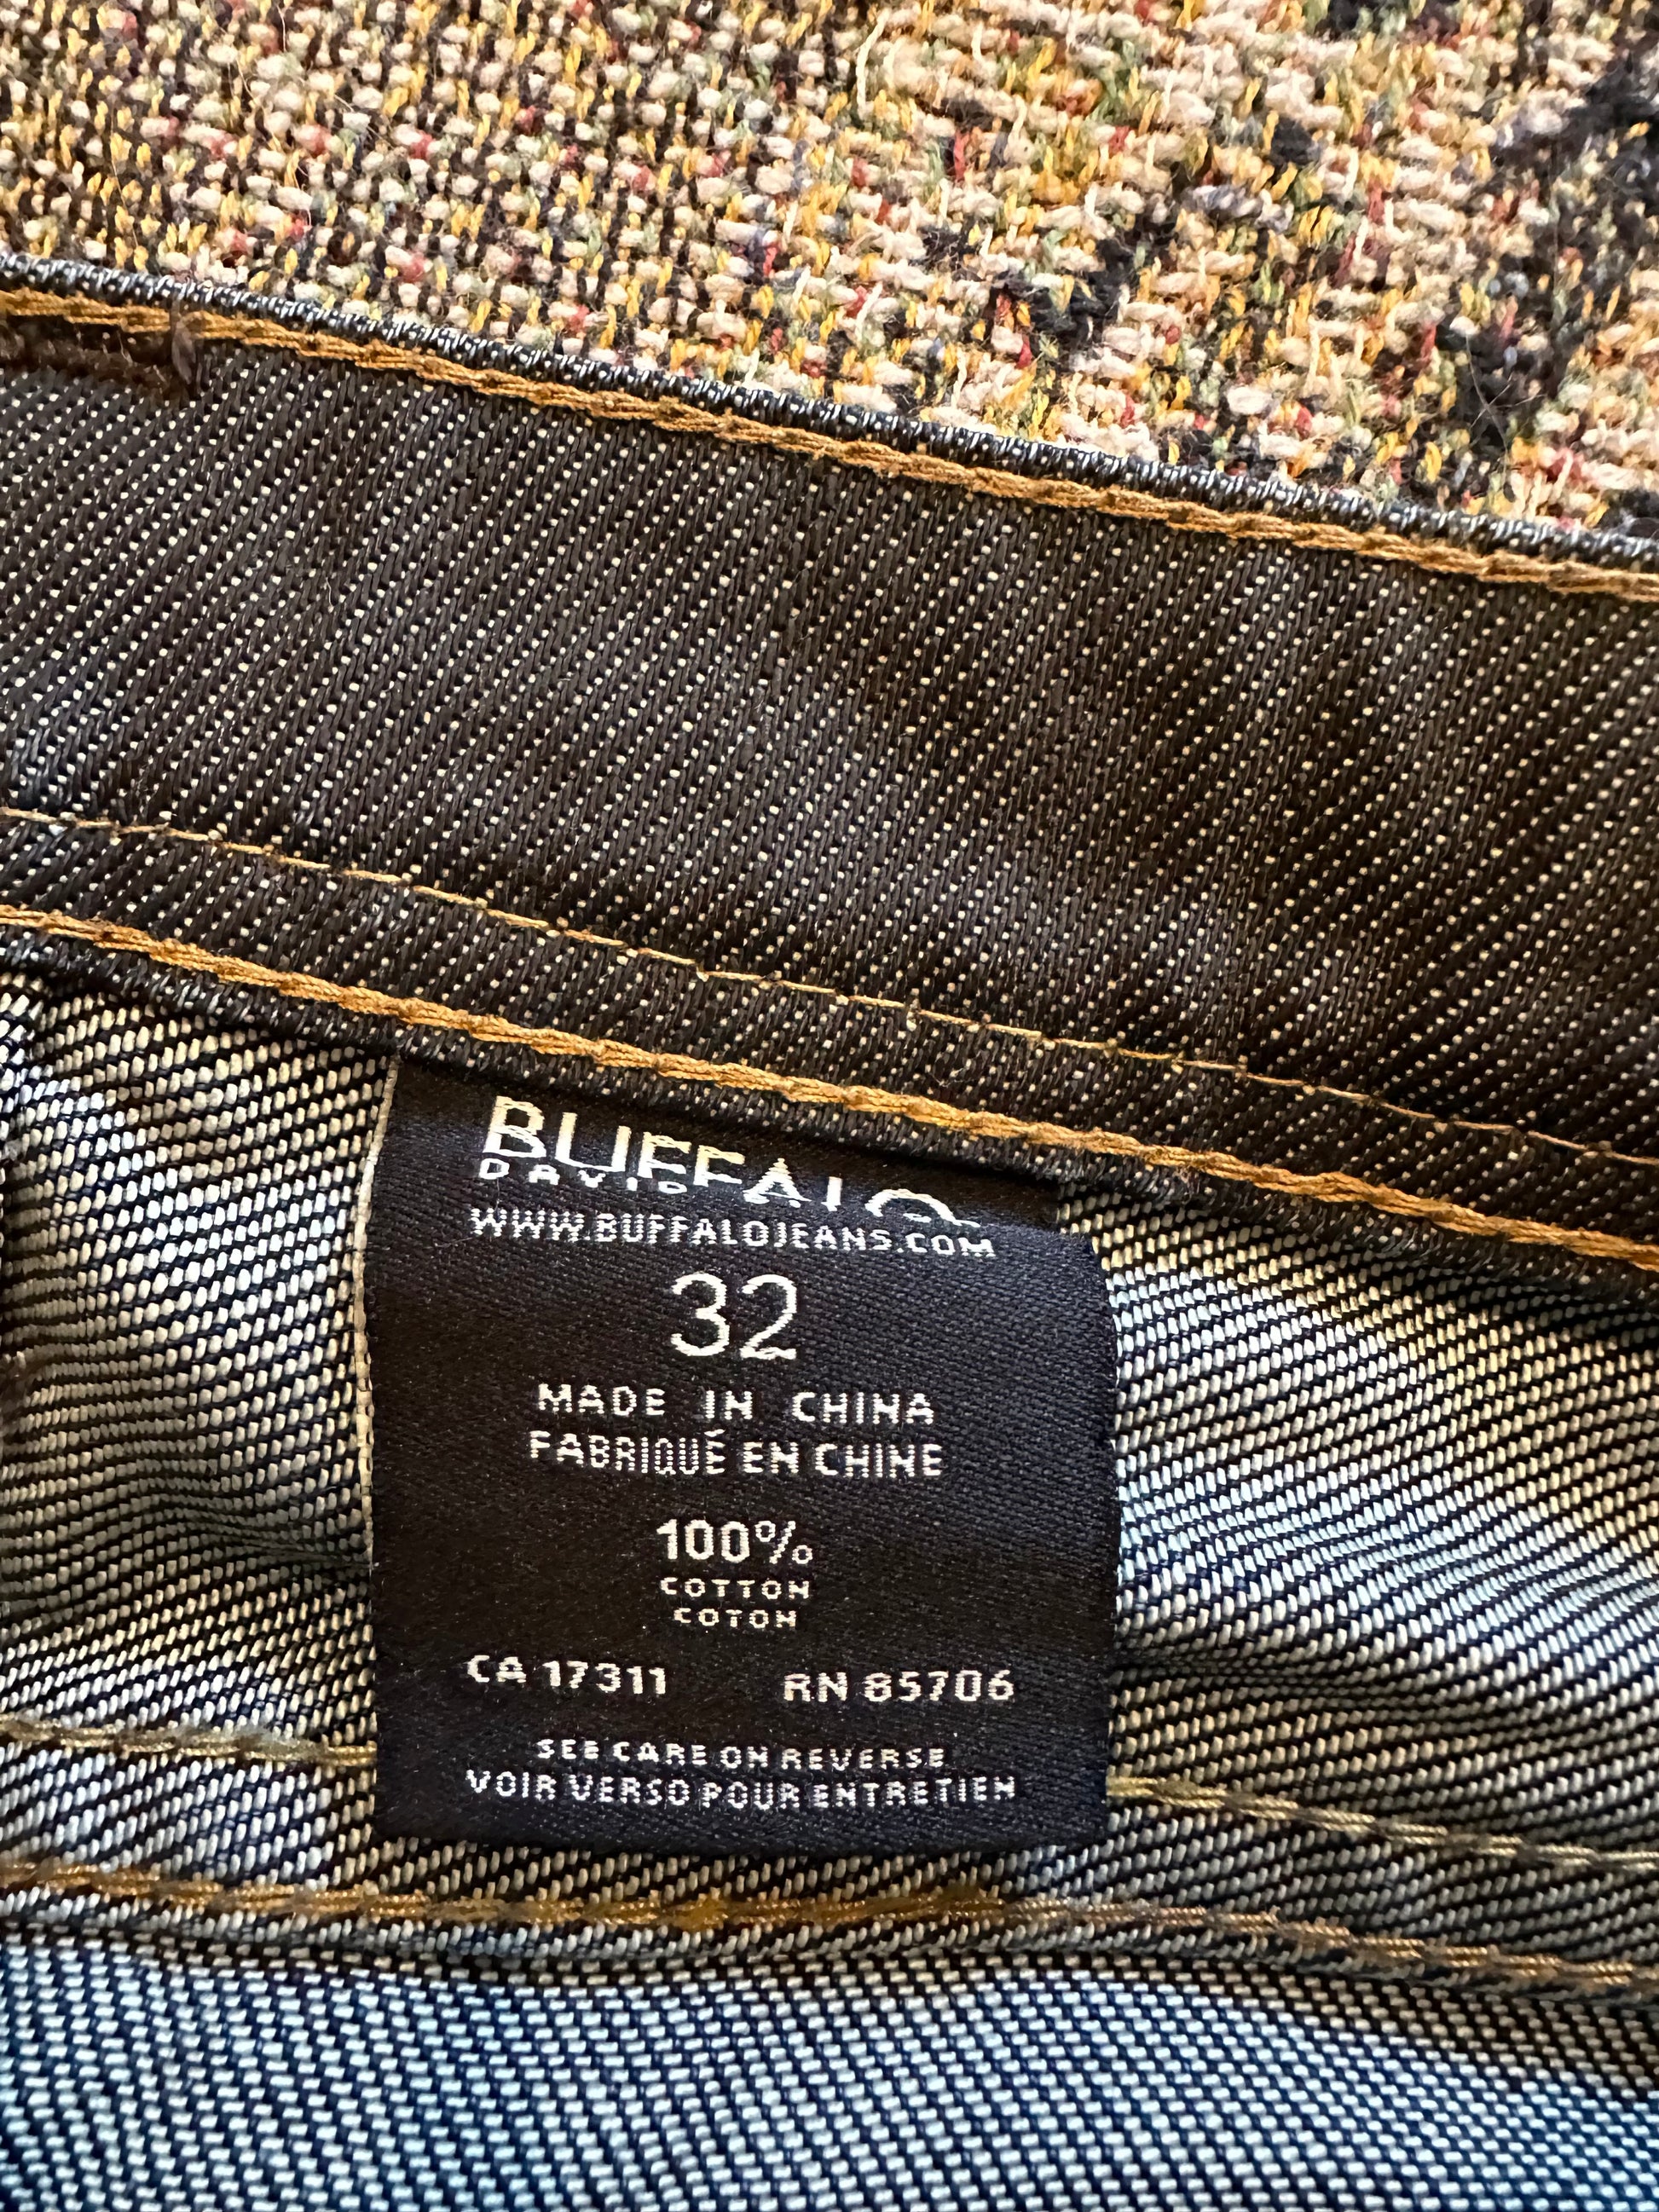 BUFFALO
DAVID
WWW.BUFFALOJEANS.COM
32
MADE IN CHINA
FABRIQUÉ EN CHINE
100%
COTTON
COTON
CA 17311 RN 85706
SEE CARE ON REVERSE
VOIR VERSO POUR ENTRETIEN